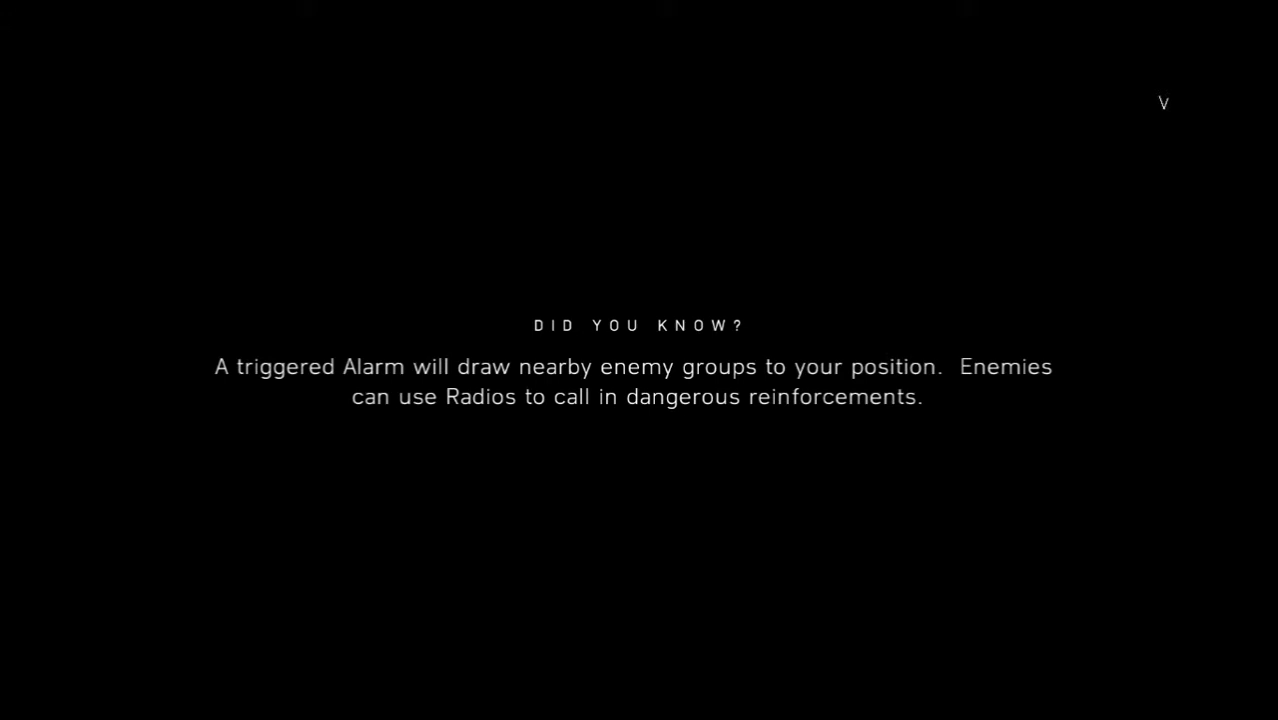 V
DID YOU KNOW?
A triggered Alarm will draw nearby enemy groups to your position.  Enemies
can use Radios to call in dangerous reinforcements.